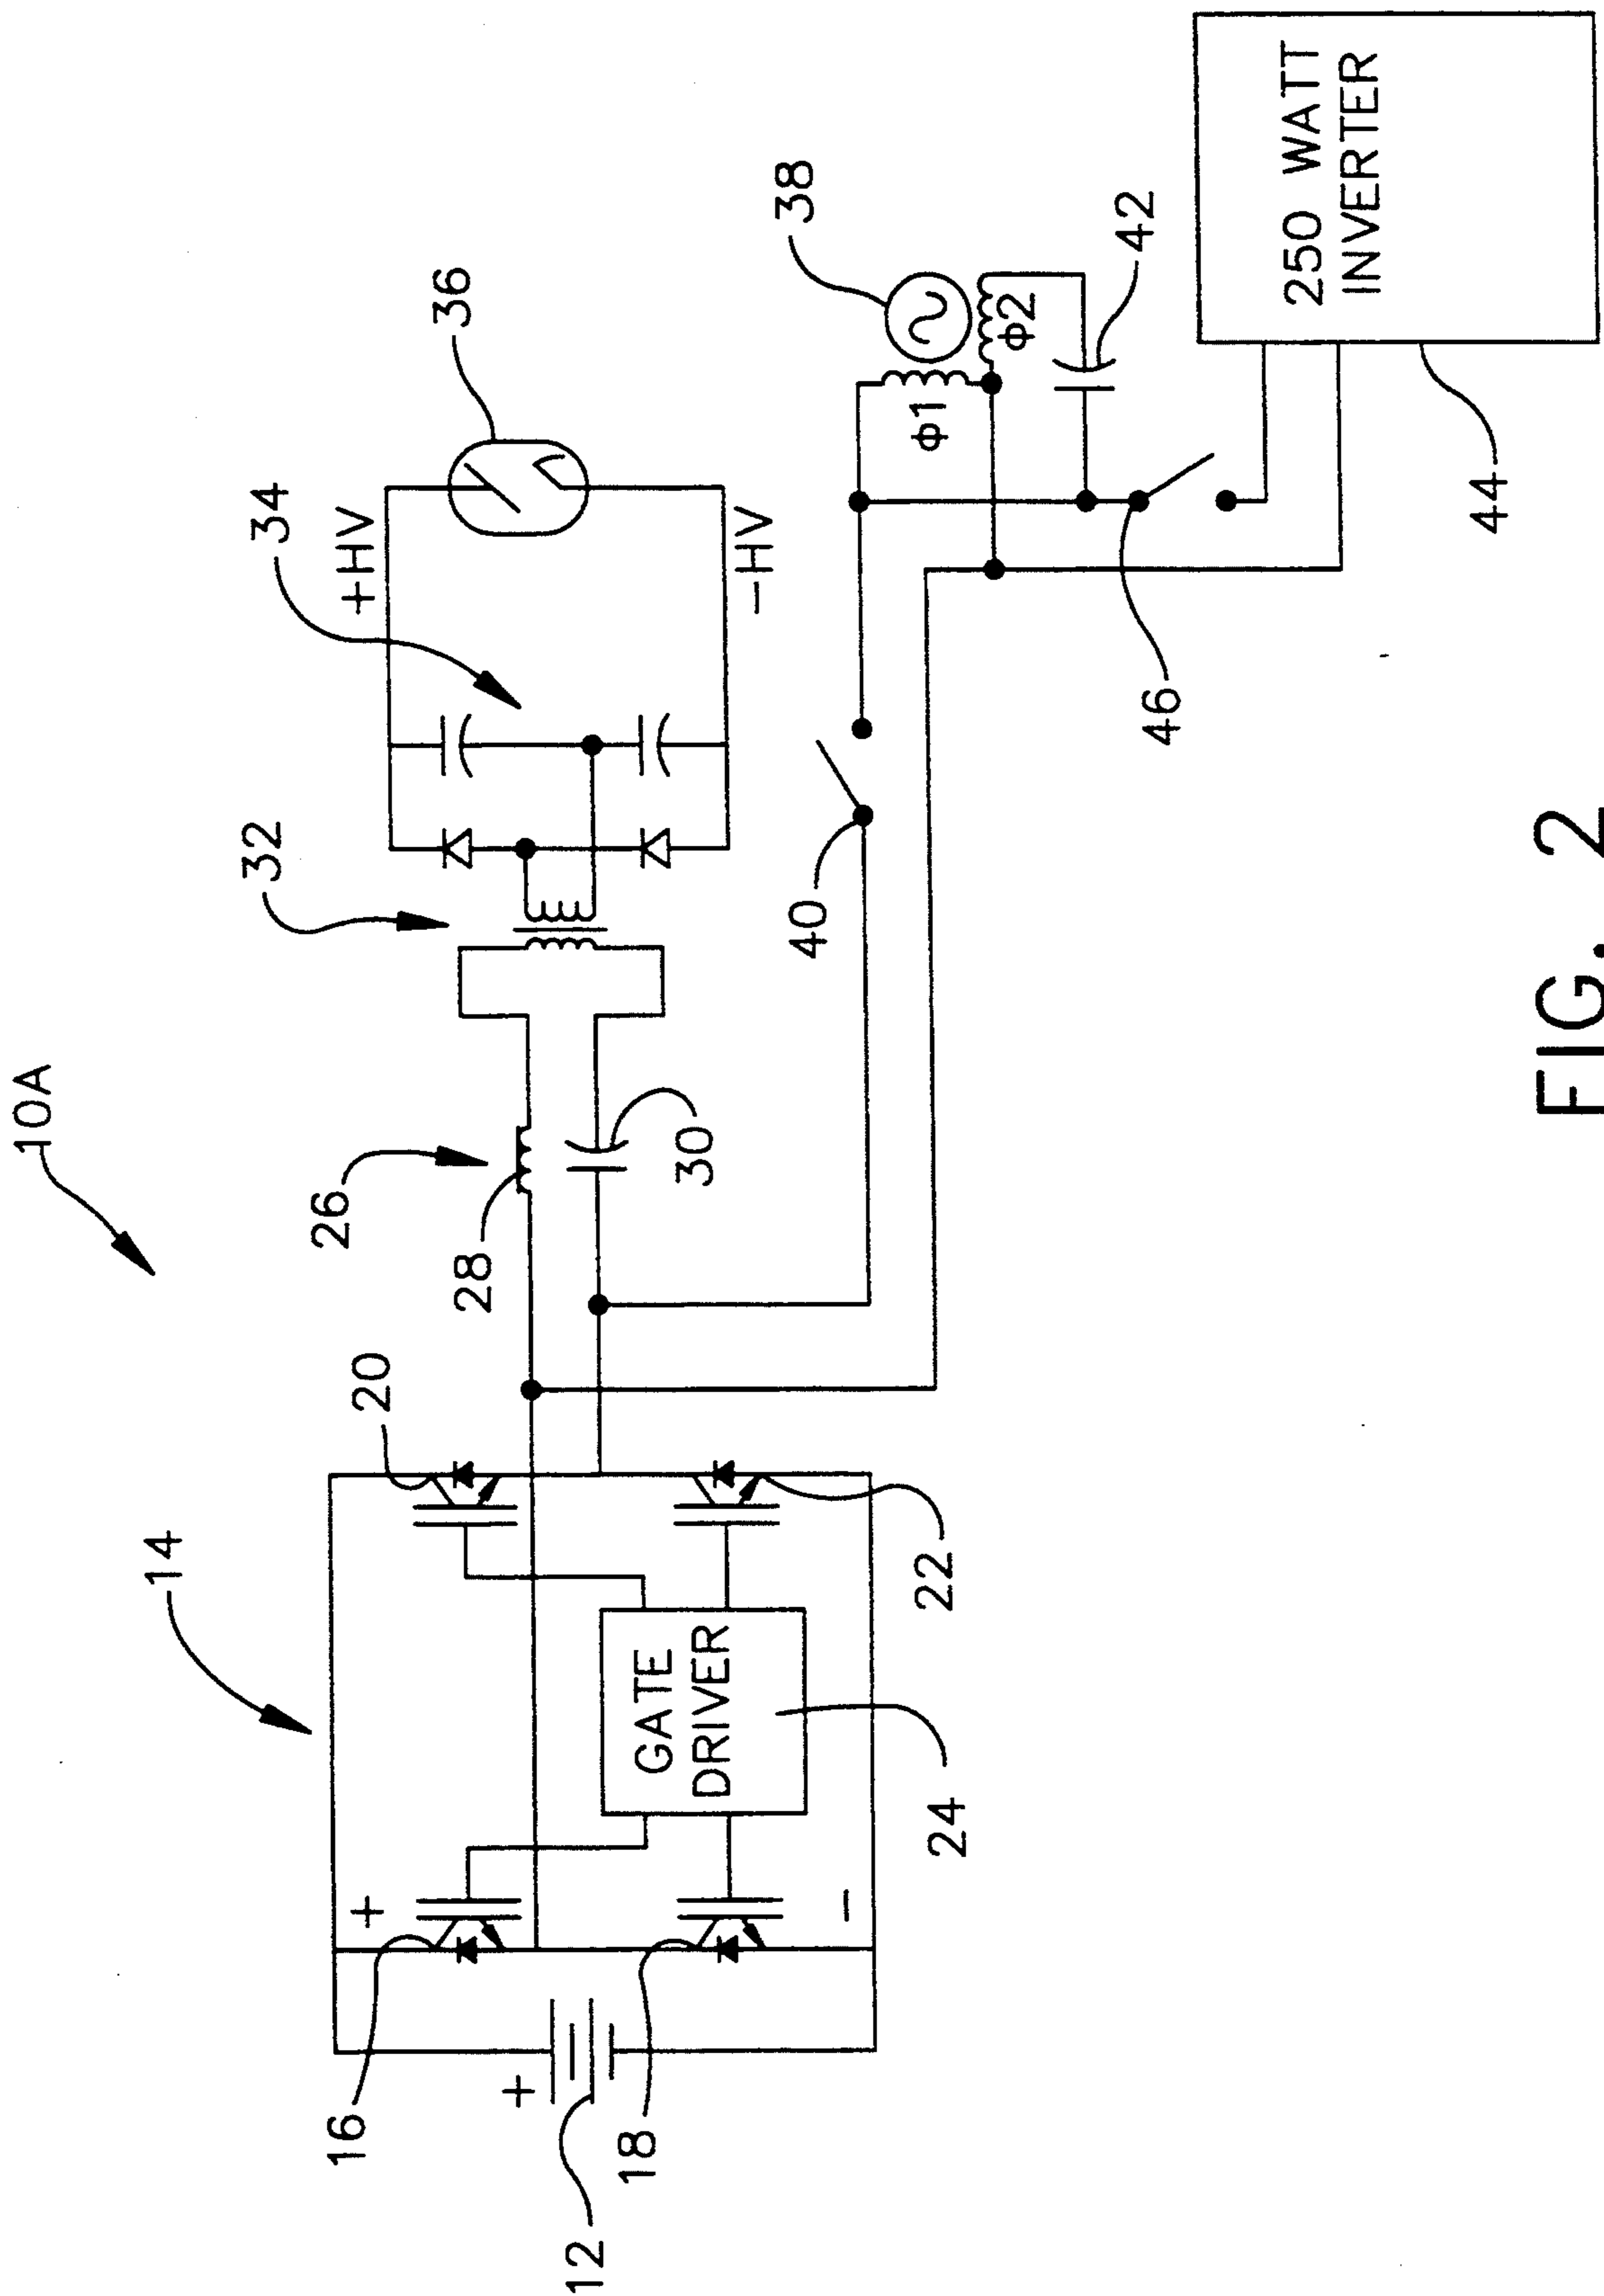 10A
14
20
26
28
32
34
+HV
36
16
+
+
GATE
DRIVER
30
-HV
38
φ1
φ2
40
42
12
18
-
24
22
46
250 WATT
INVERTER
44
FIG. 2